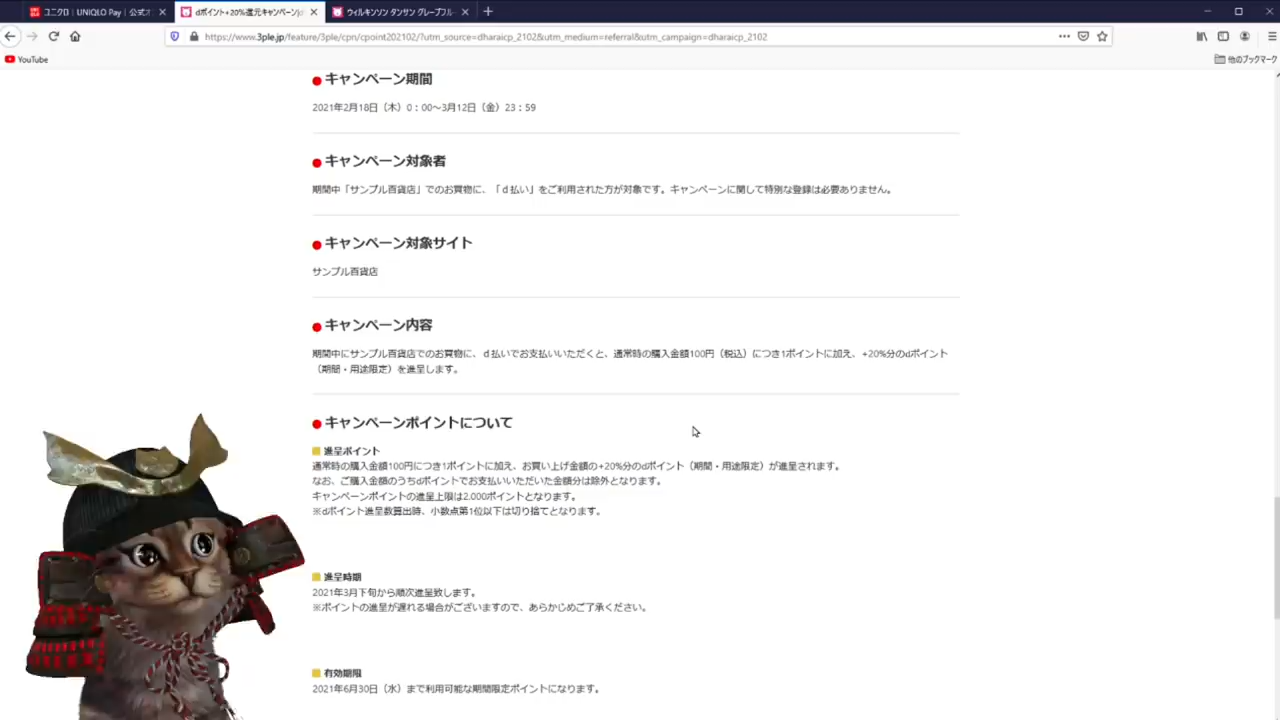 ユニクロ | UNIQLO Pay | 公式オ
dポイント+20%還元キャンペーン|d
ウィルキンソン タンサン グレープフル
https://www.3ple.jp/feature/3ple/cpn/cpoint202102/?utm_source=dharaicp_2102&utm_medium=referral&utm_campaign=dharaicp_2102
YouTube
他のブックマーク
キャンペーン期間
2021年2月18日（木）0：00～3月12日（金）23：59
キャンペーン対象者
期間中「サンプル百貨店」でのお買物に、「ｄ払い」をご利用された方が対象です。キャンペーンに関して特別な登録は必要ありません。
キャンペーン対象サイト
サンプル百貨店
キャンペーン内容
期間中にサンプル百貨店でのお買物に、ｄ払いでお支払いいただくと、通常時の購入金額100円（税込）につき1ポイントに加え、+20%分のdポイント
（期間・用途限定）を進呈します。
キャンペーンポイントについて
進呈ポイント
通常時の購入金額100円につき1ポイントに加え、お買い上げ金額の+20%分のdポイント（期間・用途限定）が進呈されます。
なお、ご購入金額のうちdポイントでお支払いいただいた金額分は除外となります。
キャンペーンポイントの進呈上限は2,000ポイントとなります。
※dポイント進呈数算出時、小数点第1位以下は切り捨てとなります。
進呈時期
2021年3月下旬から順次進呈致します。
※ポイントの進呈が遅れる場合がございますので、あらかじめご了承ください。
有効期限
2021年6月30日（水）まで利用可能な期間限定ポイントになります。